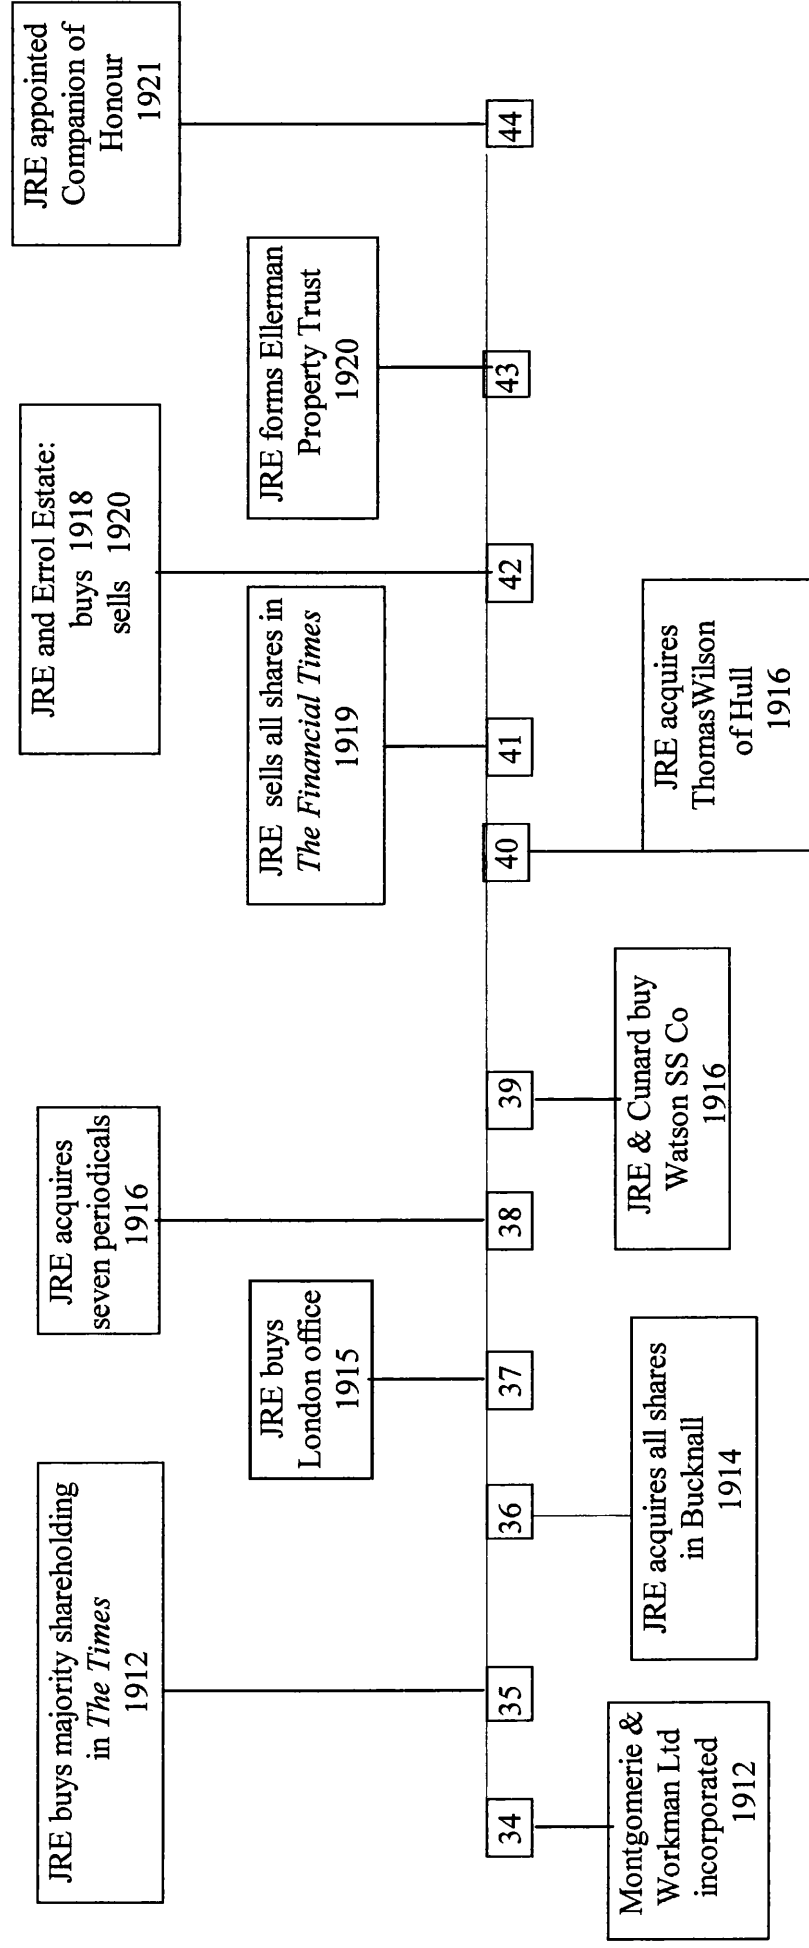 Montgomerie &
Workman Ltd
incorporated
1912
34
JRE buys majority shareholding
in The Times
1912
35
JRE acquires all shares
in Bucknall
1914
36
JRE buys
London office
1915
37
JRE acquires
seven periodicals
1916
38
JRE & Cunard buy
Watson SS Co
1916
39
JRE acquires
ThomasWilson
of Hull
1916
40
JRE sells all shares in
The Financial Times
1919
41
JRE and Errol Estate:
buys 1918
sells 1920
42
JRE forms Ellerman
Property Trust
1920
43
JRE appointed
Companion of
Honour
1921
44